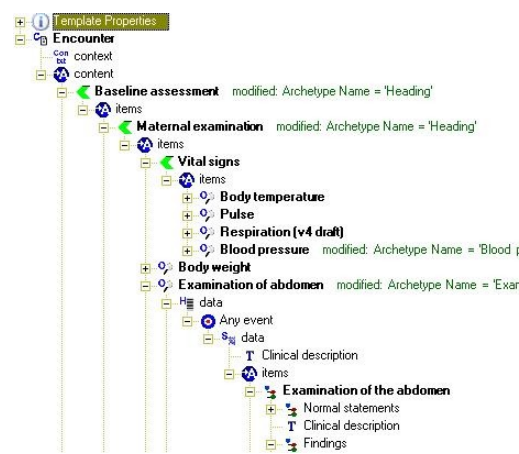 Template Properties
Encounter
Con txt context
content
Baseline assessment modified: Archetype Name = 'Heading'
items
Maternal examination modified: Archetype Name = 'Heading'
items
Vital signs
items
Body temperature
Pulse
Respiration (v4 draft)
Blood pressure modified: Archetype Name = 'Blood p
Body weight
Examination of abdomen modified: Archetype Name = 'Exar
data
Any event
data
T Clinical description
items
Examination of the abdomen
Normal statements
T Clinical description
Findings